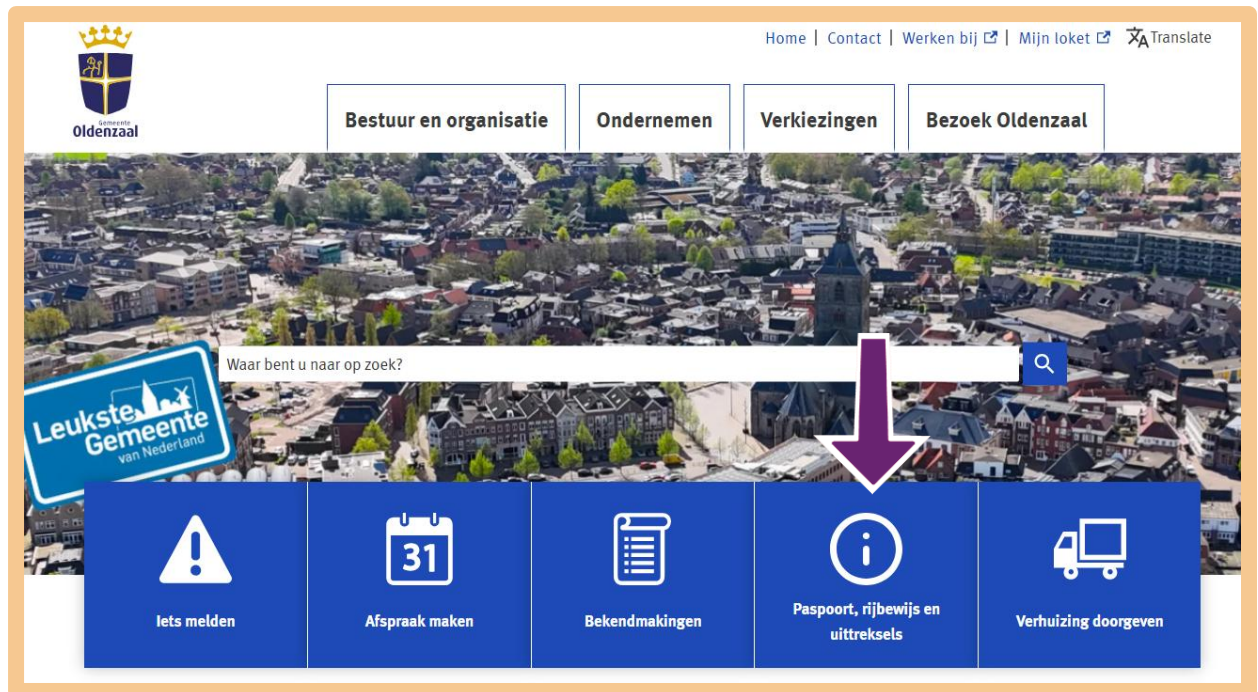 Home | Contact | Werken bij | Mijn loket Translate
Gemeente
Oldenzaal
Bestuur en organisatie
Ondernemen
Verkiezingen
Bezoek Oldenzaal
Waar bent u naar op zoek?
Leukste
Gemeente
van Nederland
31
Iets melden
Afspraak maken
Bekendmakingen
Paspoort, rijbewijs en
uittreksels
Verhuizing doorgeven